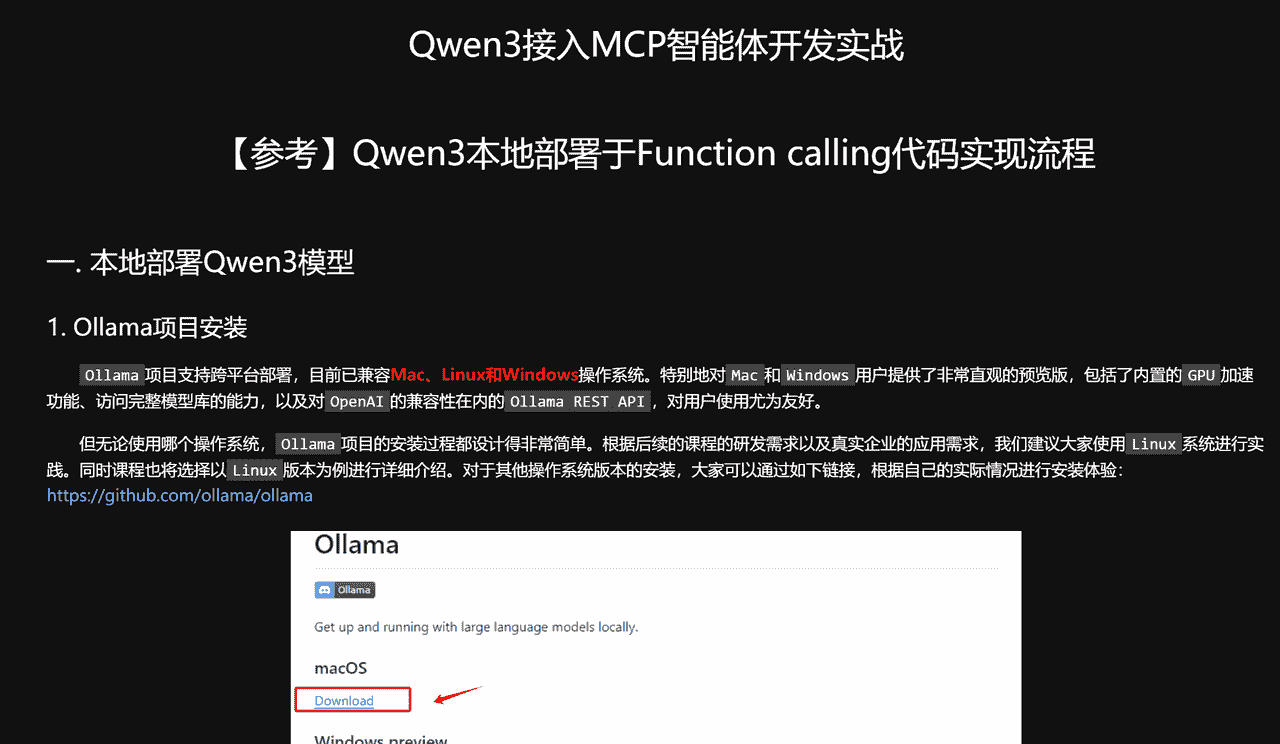 Qwen3接入MCP智能体开发实战
【参考】Qwen3本地部署于Function calling代码实现流程
一. 本地部署Qwen3模型
1. Ollama项目安装
Ollama项目支持跨平台部署，目前已兼容Mac、Linux和Windows操作系统。特别地对Mac和Windows用户提供了非常直观的预览版，包括了内置的GPU加速
功能、访问完整模型库的能力，以及对OpenAI的兼容性在内的Ollama REST API，对用户使用尤为友好。
但无论使用哪个操作系统，Ollama项目的安装过程都设计得非常简单。根据后续的课程的研发需求以及真实企业的应用需求，我们建议大家使用Linux系统进行实
践。同时课程也将选择以Linux版本为例进行详细介绍。对于其他操作系统版本的安装，大家可以通过如下链接，根据自己的实际情况进行安装体验：
https://github.com/ollama/ollama
Ollama
Ollama
Get up and running with large language models locally.
macOS
Download
Windows preview